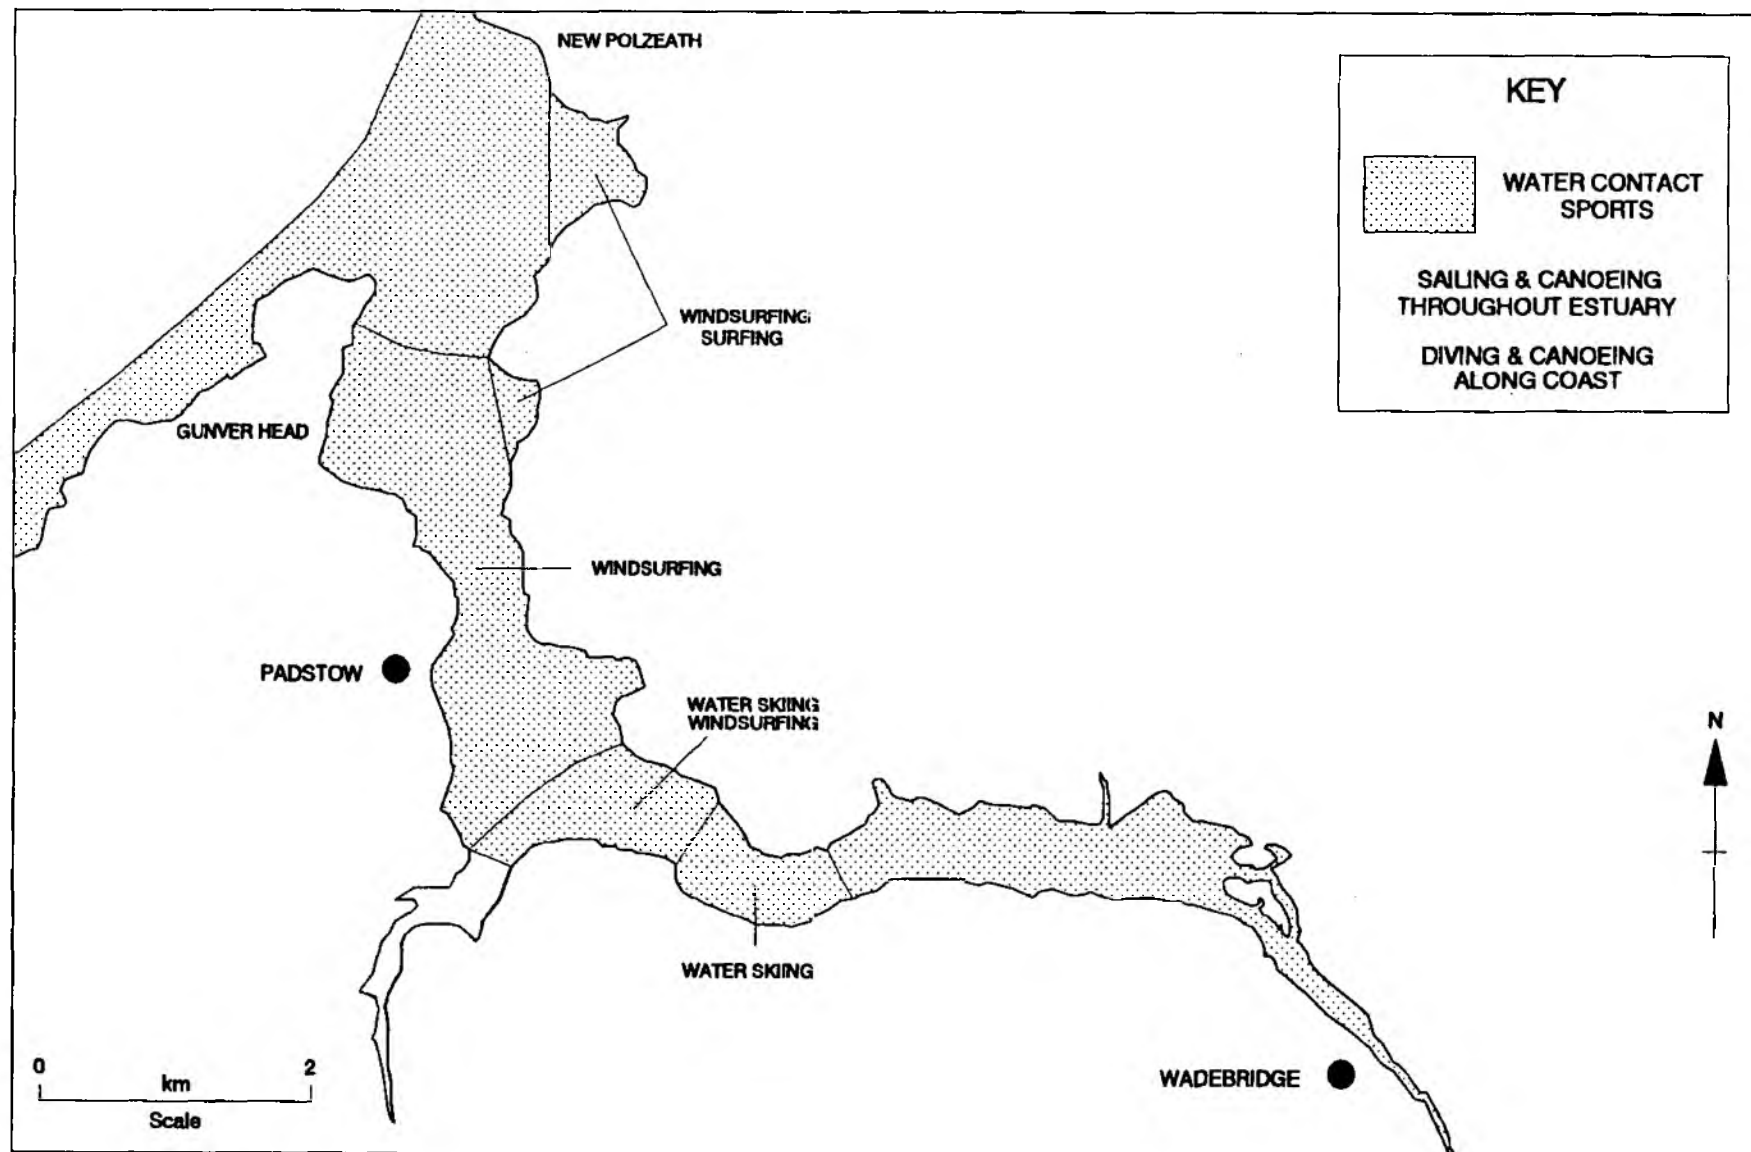 NEW POLZEATH
KEY
WATER CONTACT
SPORTS
SAILING & CANOEING
THROUGHOUT ESTUARY
DIVING & CANOEING
ALONG COAST
WINDSURFING
SURFING
GUNVER HEAD
WINDSURFING
PADSTOW
WATER SKIING
WINDSURFING
N
WATER SKIING
0 2
km
Scale
WADEBRIDGE